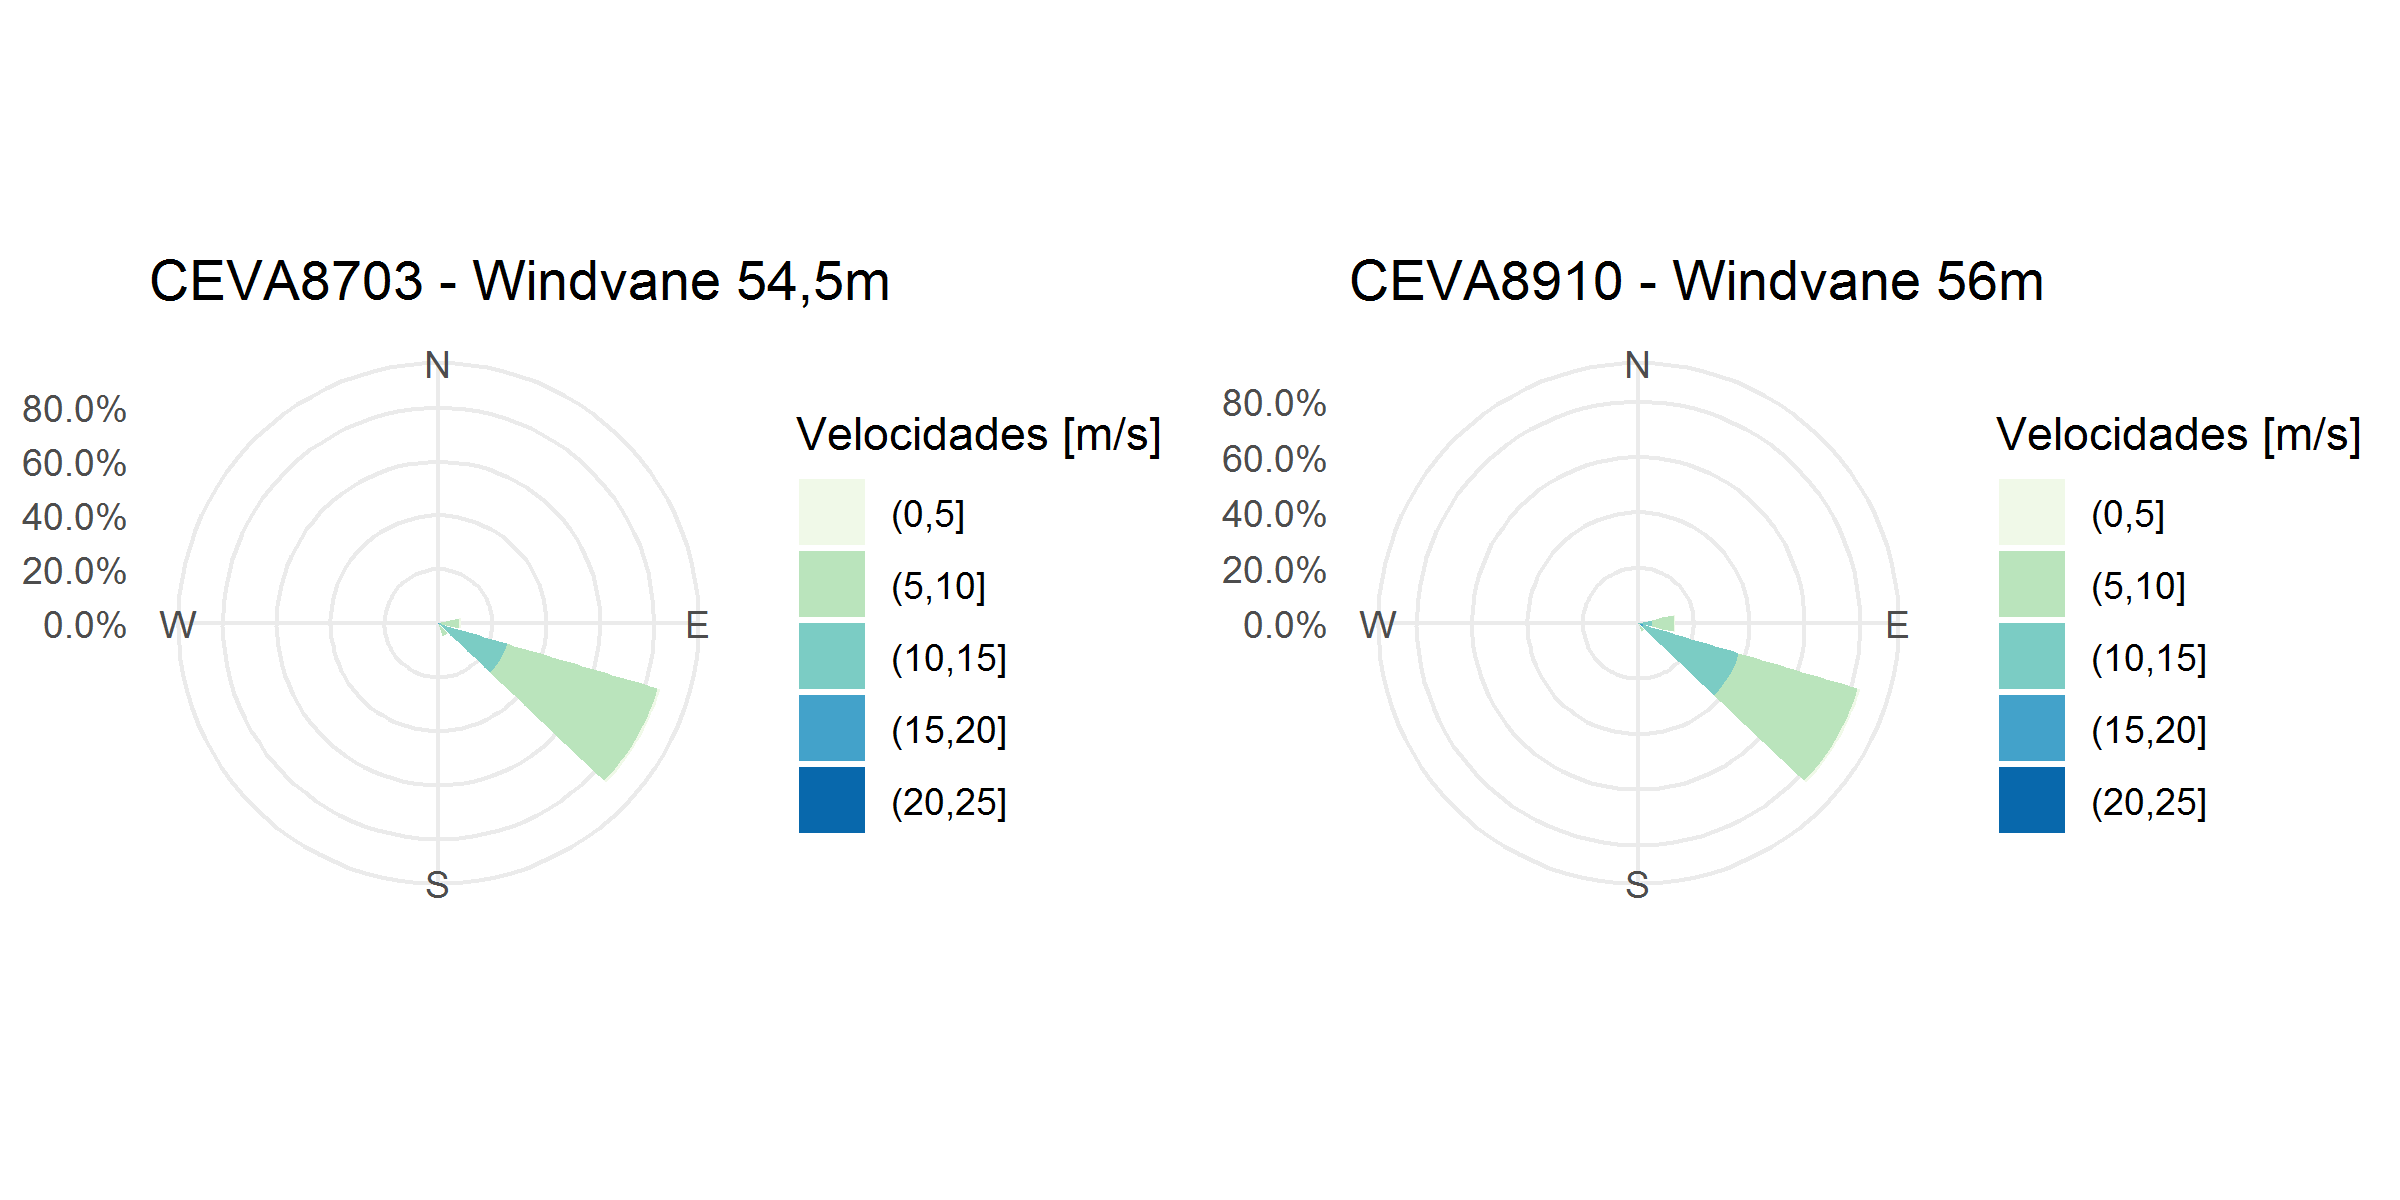 CEVA8703 - Windvane 54,5m
N
80.0%
60.0%
40.0%
20.0%
0.0%
W
E
S
Velocidades [m/s]
(0,5]
(5,10]
(10,15]
(15,20]
(20,25]
CEVA8910 - Windvane 56m
N
80.0%
60.0%
40.0%
20.0%
0.0%
W
E
S
Velocidades [m/s]
(0,5]
(5,10]
(10,15]
(15,20]
(20,25]